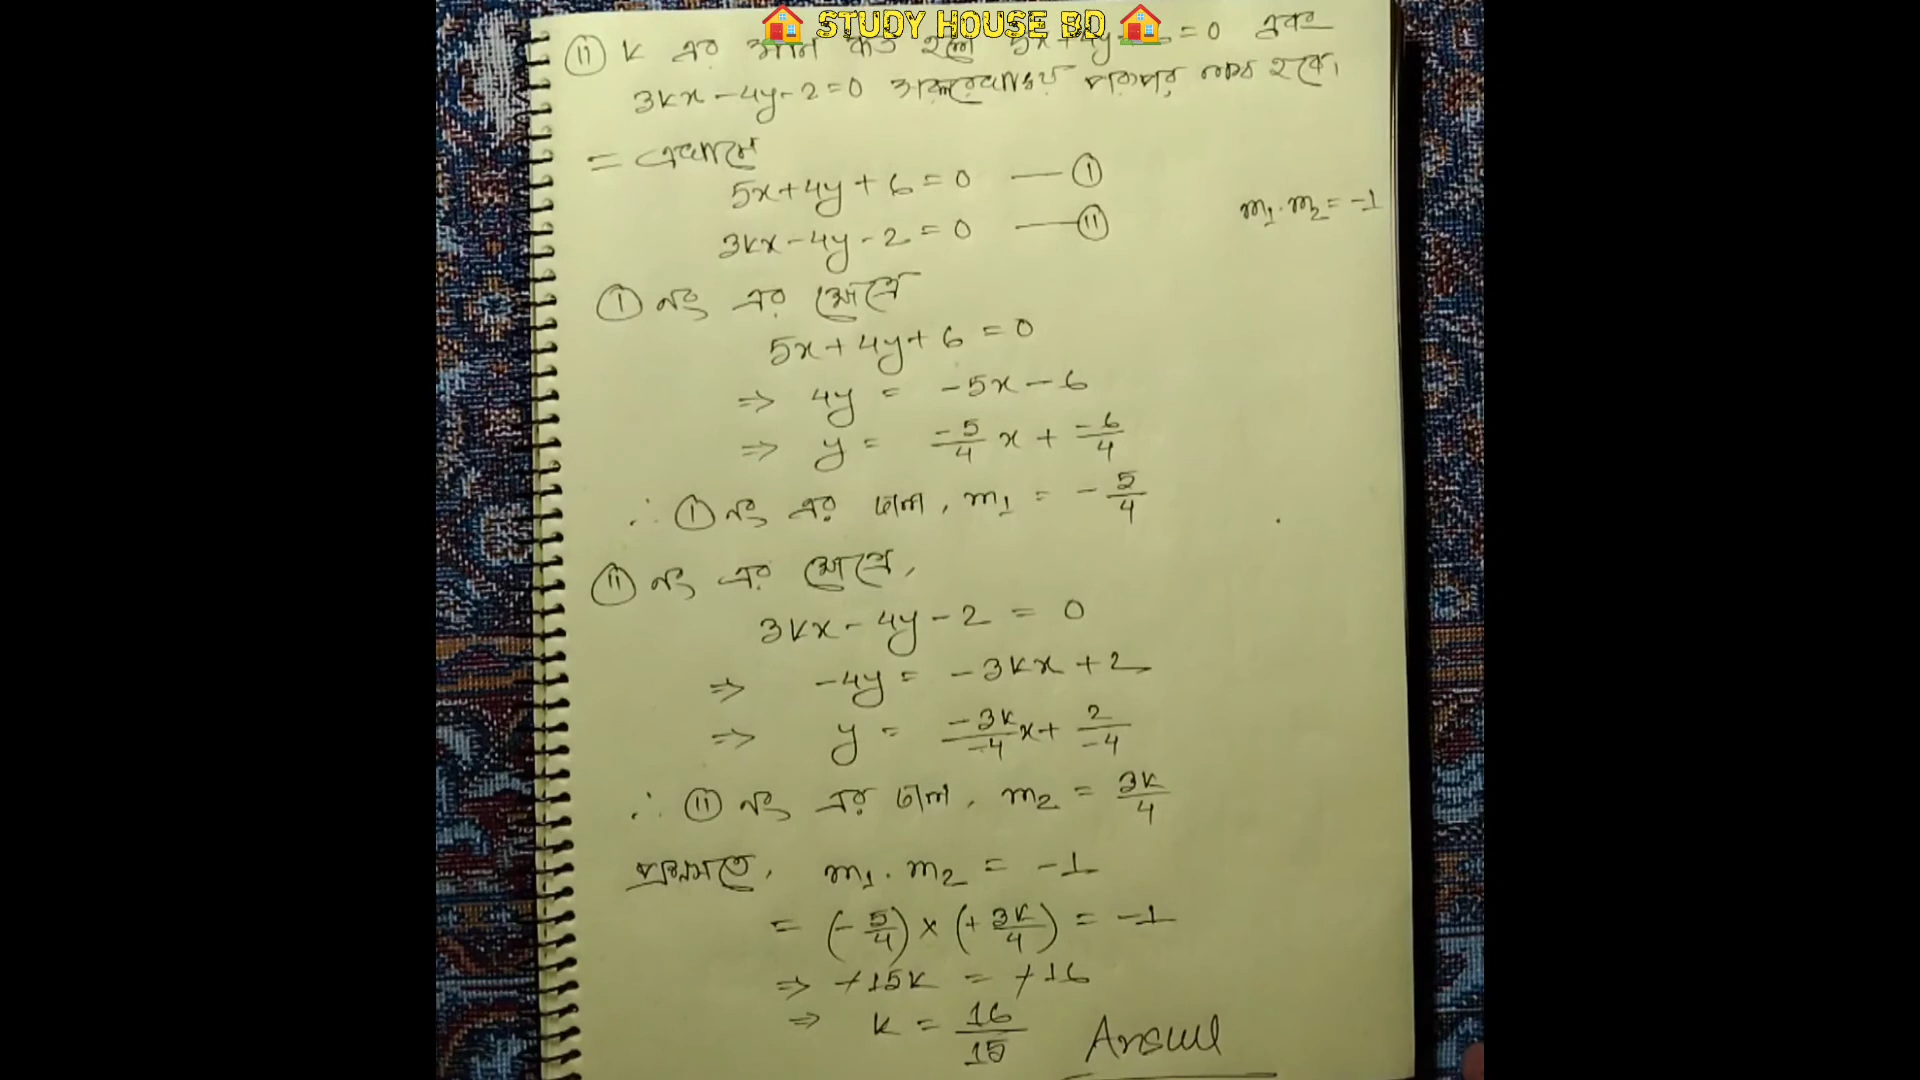 🏠 STUDY HOUSE BD 🏠
(ii) k এর মান কত হলে 5x+4y+6=0 এবং
3kx-4y-2=0 সরলরেখাদ্বয় পরস্পর লম্ব হবে।
= এখানে
5x+4y+6=0 — (i)
3kx-4y-2=0 — (ii)
m1.m2=-1
(i) নং এর ক্ষেত্রে
5x+4y+6=0
⇒ 4y = -5x-6
⇒ y = -5/4 x + -6/4
∴ (i) নং এর ঢাল, m1 = -5/4
(ii) নং এর ক্ষেত্রে,
3kx-4y-2 = 0
⇒ -4y = -3kx+2
⇒ y = -3k/-4 x + 2/-4
∴ (ii) নং এর ঢাল, m2 = 3k/4
প্রশ্নমতে, m1.m2 = -1
= (-5/4) × (+3k/4) = -1
⇒ +15k = +16
⇒ k = 16/15 Answer